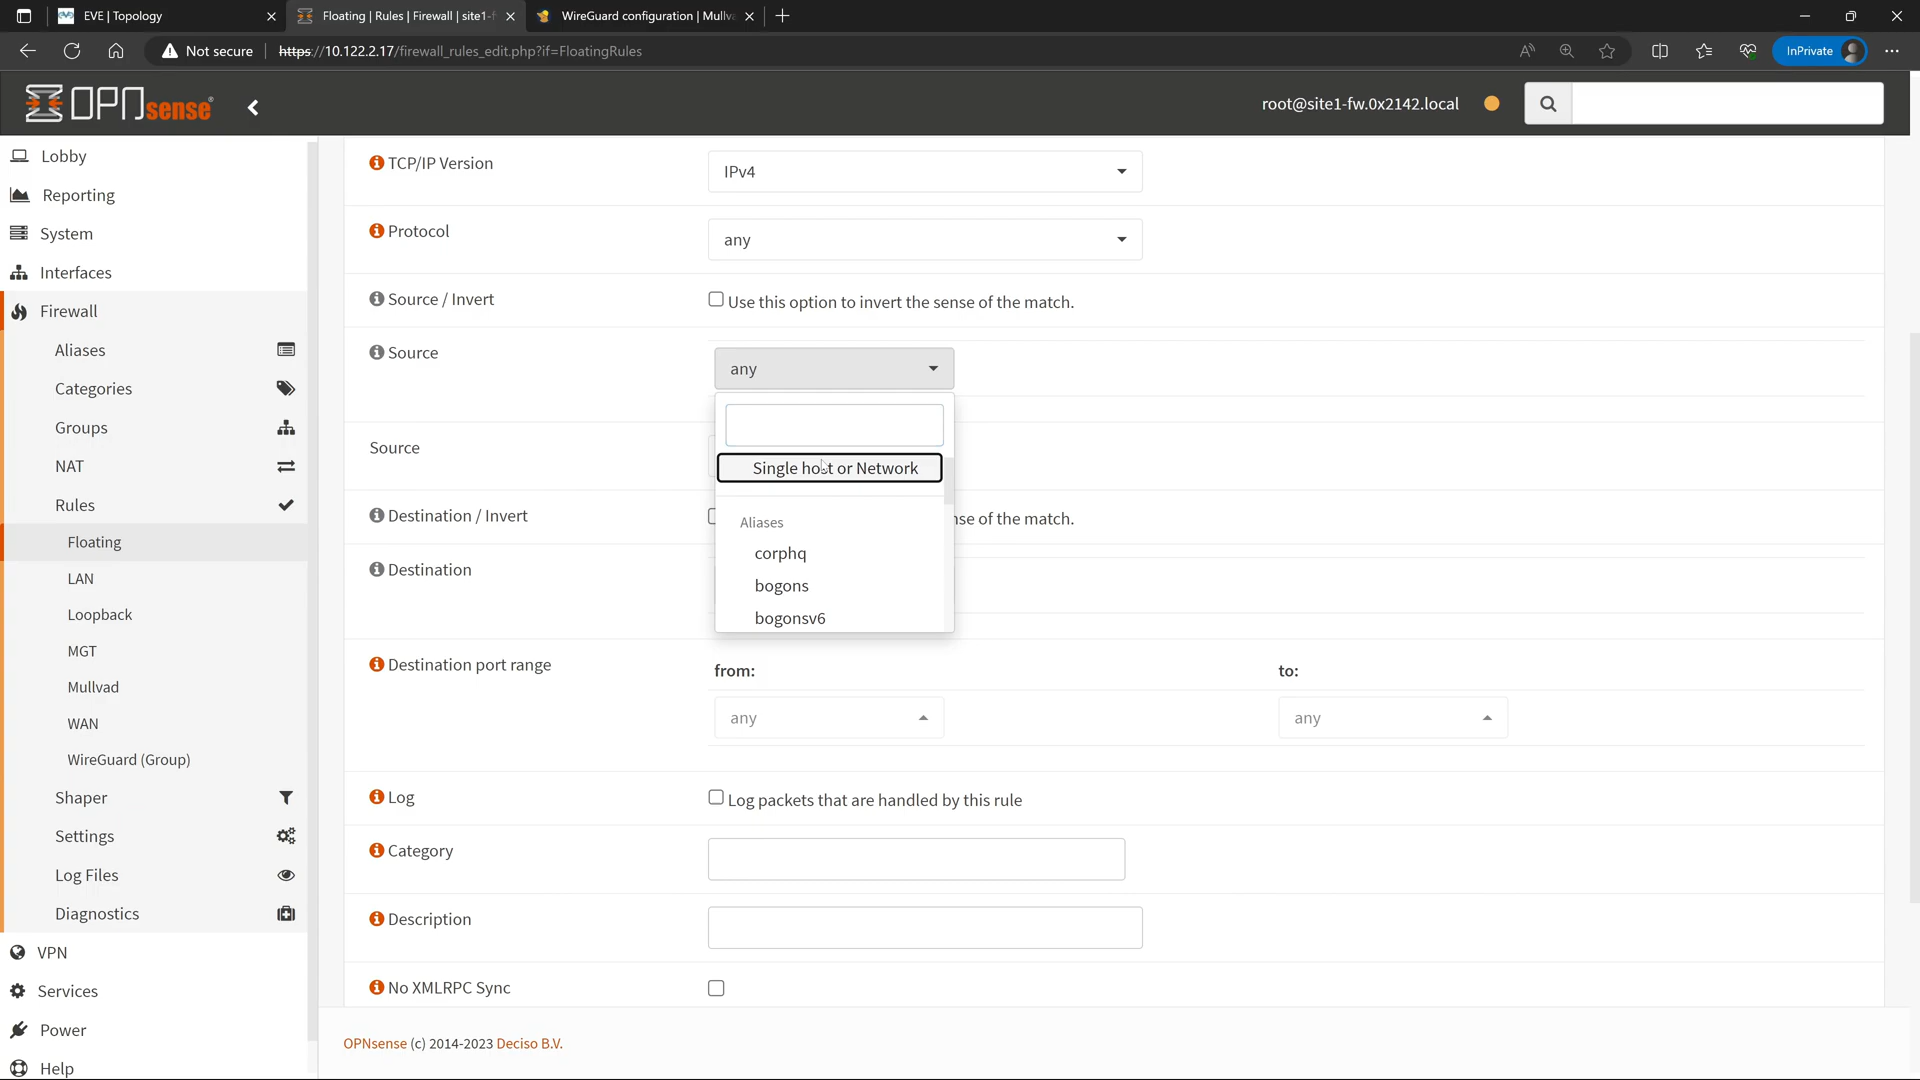 EVE | Topology
Floating | Rules | Firewall | site1-f
WireGuard configuration | Mullva
Not secure
https://10.122.2.17/firewall_rules_edit.php?if=FloatingRules
InPrivate
OPNsense
root@site1-fw.0x2142.local
Lobby
Reporting
System
Interfaces
Firewall
Aliases
Categories
Groups
NAT
Rules
Floating
LAN
Loopback
MGT
Mullvad
WAN
WireGuard (Group)
Shaper
Settings
Log Files
Diagnostics
VPN
Services
Power
Help
TCP/IP Version
IPv4
Protocol
any
Source / Invert
Use this option to invert the sense of the match.
Source
any
Single host or Network
Aliases
corphq
bogons
bogonsv6
Source
Destination / Invert
nse of the match.
Destination
Destination port range
from:
to:
any
any
Log
Log packets that are handled by this rule
Category
Description
No XMLRPC Sync
OPNsense (c) 2014-2023 Deciso B.V.